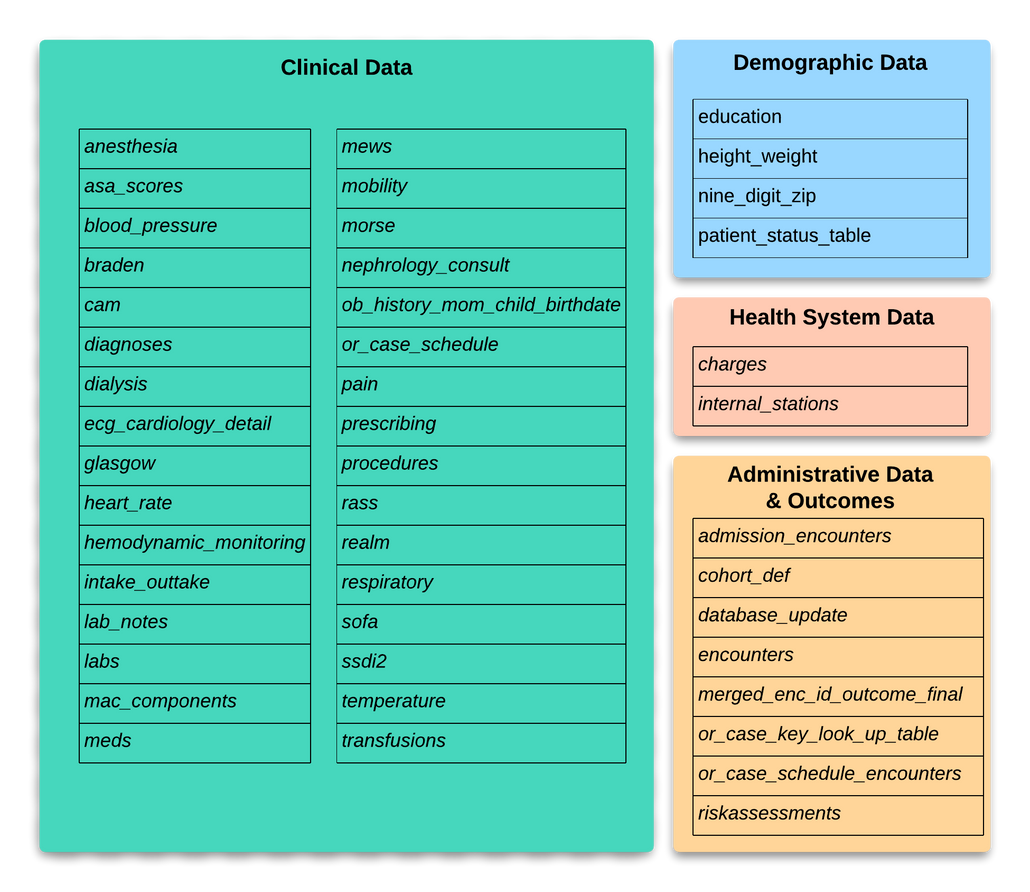 Clinical Data
anesthesia
asa_scores
blood_pressure
braden
cam
diagnoses
dialysis
ecg_cardiology_detail
glasgow
heart_rate
hemodynamic_monitoring
intake_outtake
lab_notes
labs
mac_components
meds
mews
mobility
morse
nephrology_consult
ob_history_mom_child_birthdate
or_case_schedule
pain
prescribing
procedures
rass
realm
respiratory
sofa
ssdi2
temperature
transfusions
Demographic Data
education
height_weight
nine_digit_zip
patient_status_table
Health System Data
charges
internal_stations
Administrative Data
& Outcomes
admission_encounters
cohort_def
database_update
encounters
merged_enc_id_outcome_final
or_case_key_look_up_table
or_case_schedule_encounters
riskassessments